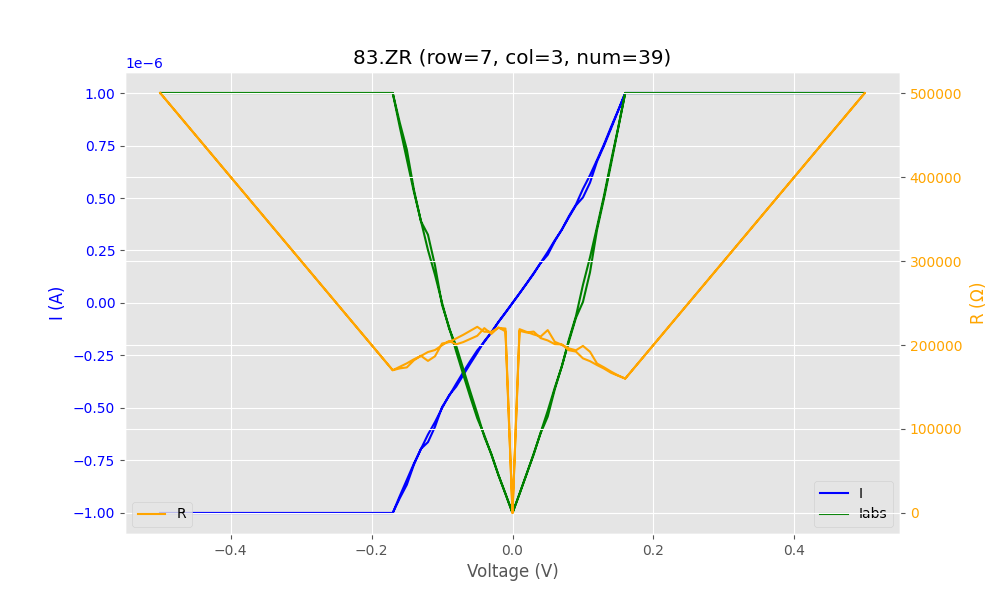 83.ZR (row=7, col=3, num=39)
1e−6
1.00
0.75
0.50
0.25
0.00
−0.25
−0.50
−0.75
−1.00
I (A)
500000
400000
300000
200000
100000
0
R (Ω)
R
I
Iabs
−0.4
−0.2
0.0
0.2
0.4
Voltage (V)